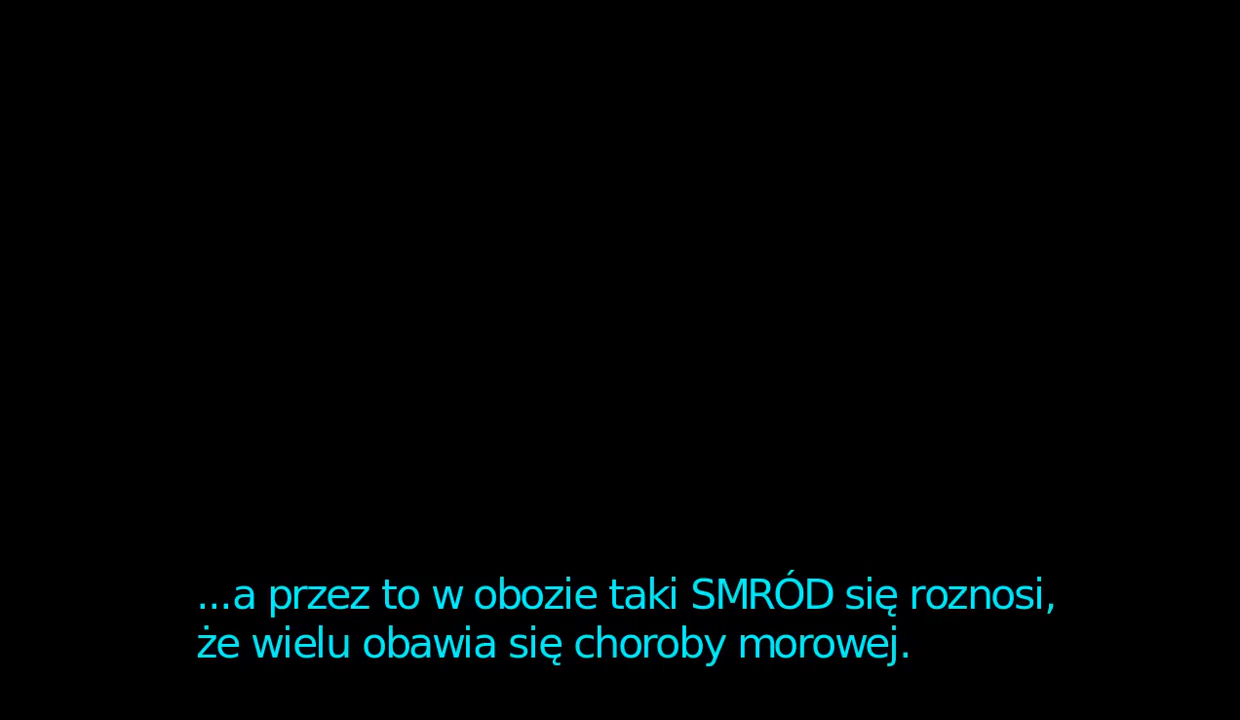 ...a przez to w obozie taki SMRÓD się roznosi,
że wielu obawia się choroby morowej.